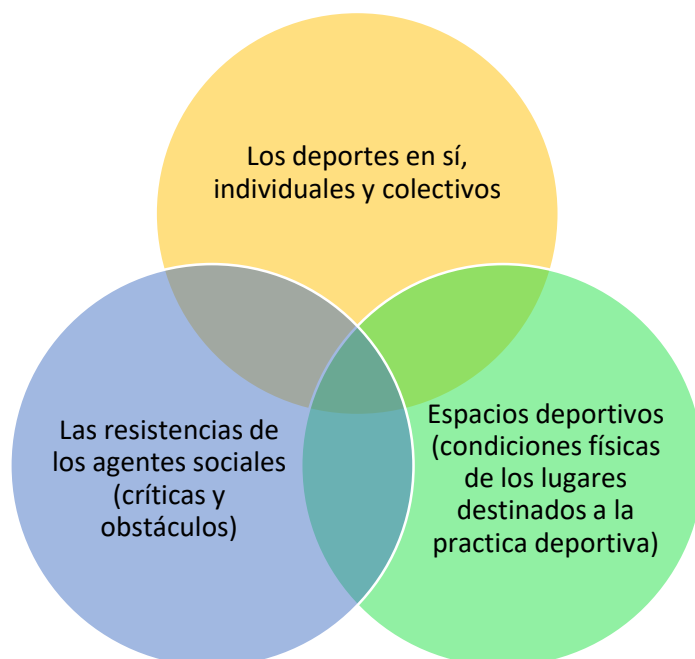 Los deportes en sí,
individuales y colectivos
Las resistencias de
los agentes sociales
(críticas y
obstáculos)
Espacios deportivos
(condiciones físicas
de los lugares
destinados a la
practica deportiva)